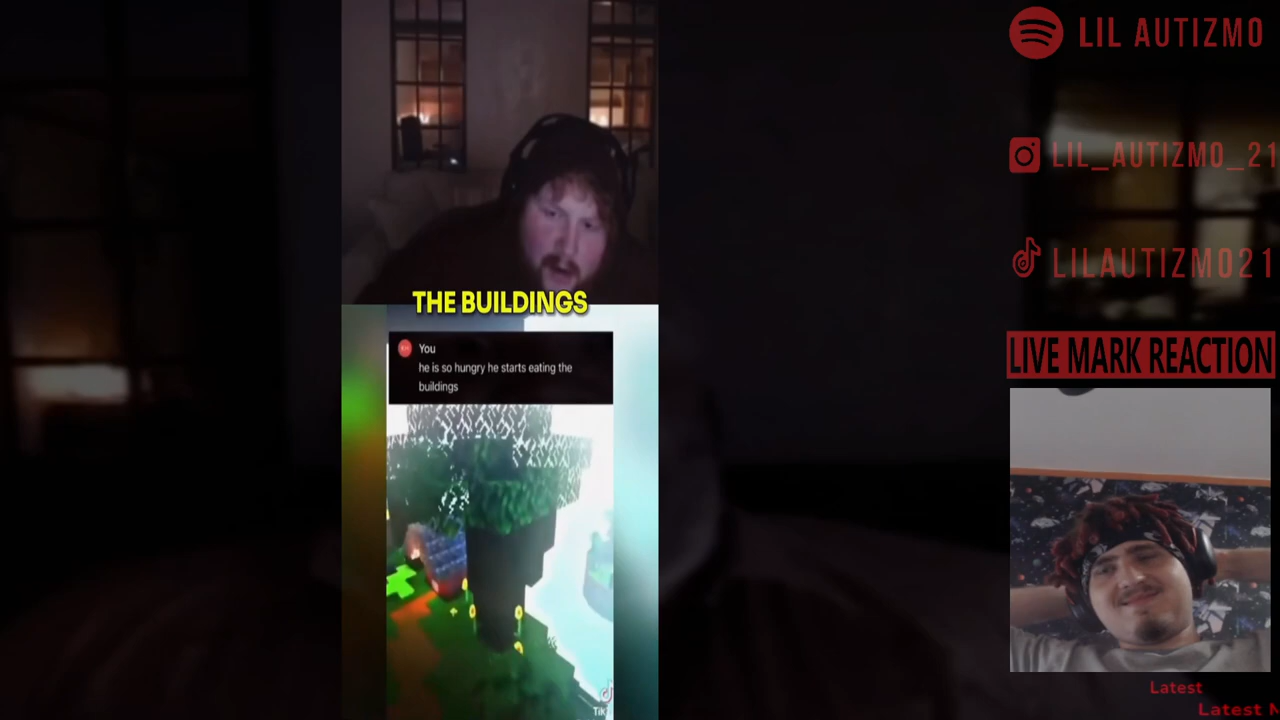 LIL AUTIZMO
LIL_AUTIZMO_21
LILAUTIZMO21
LIVE MARK REACTION
THE BUILDINGS
You
he is so hungry he starts eating the
buildings
Tik
Latest
Latest